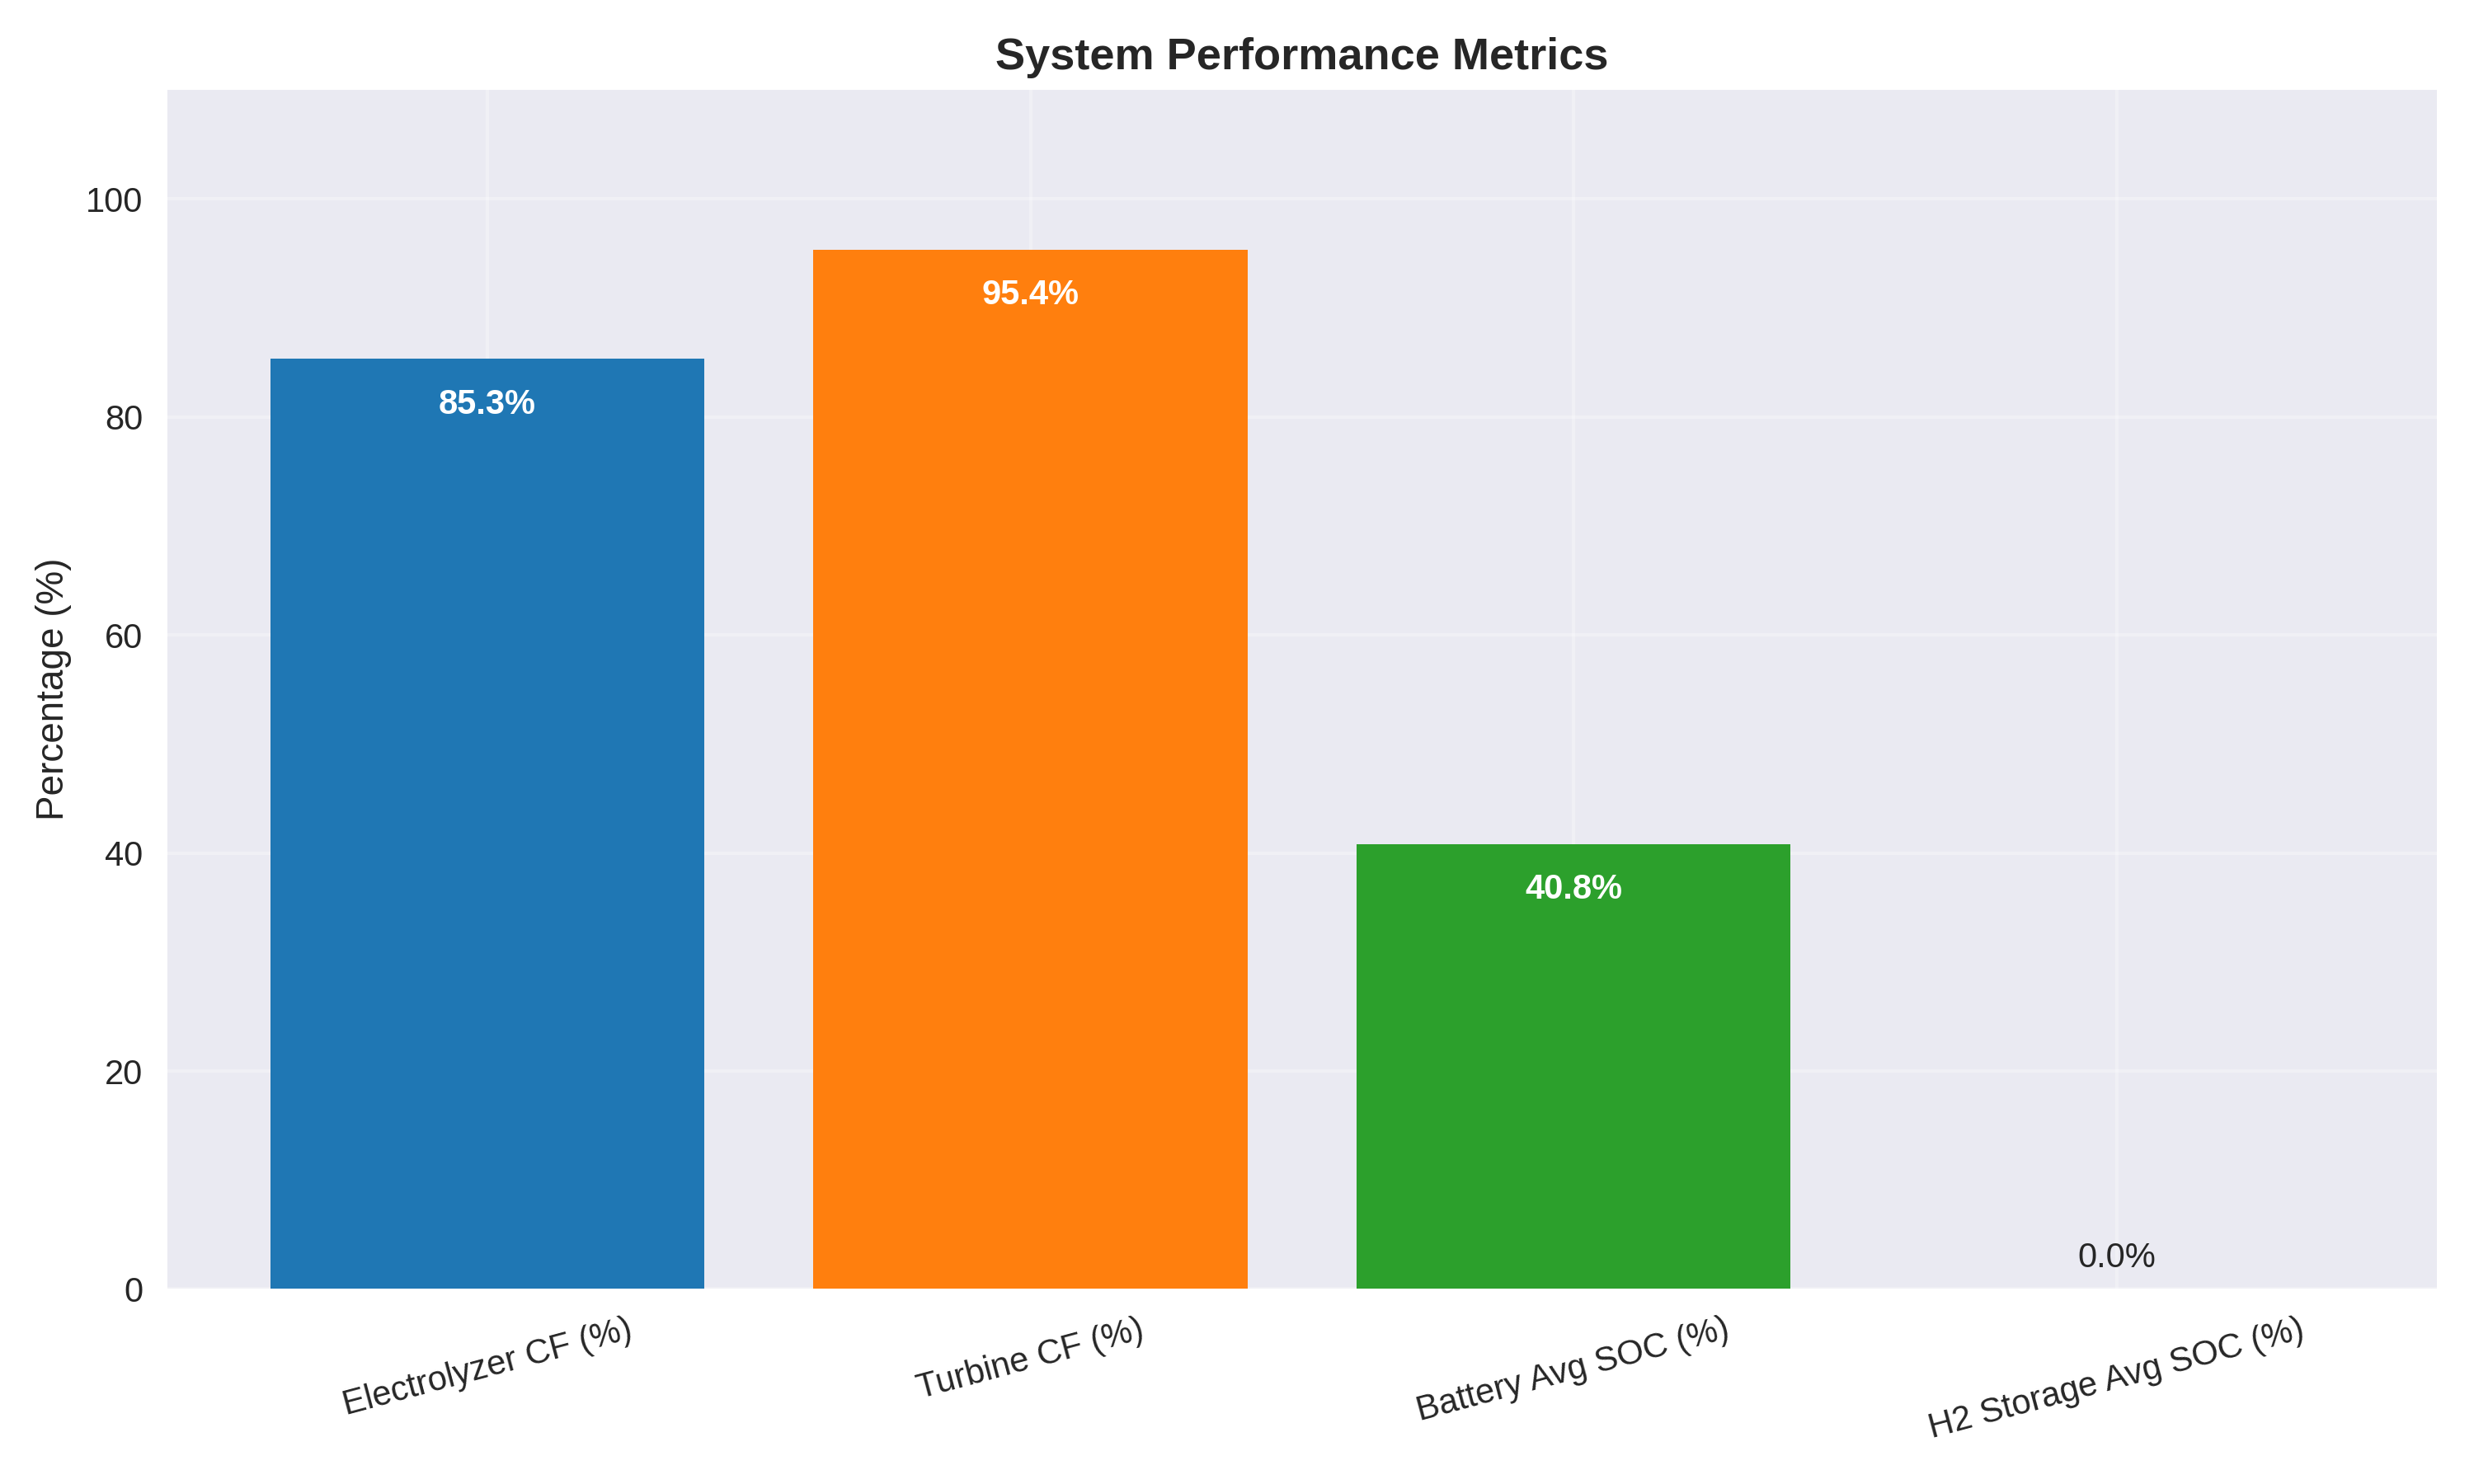 System Performance Metrics
Percentage (%)
100
80
60
40
20
0
85.3%
95.4%
40.8%
0.0%
Electrolyzer CF (%)
Turbine CF (%)
Battery Avg SOC (%)
H2 Storage Avg SOC (%)